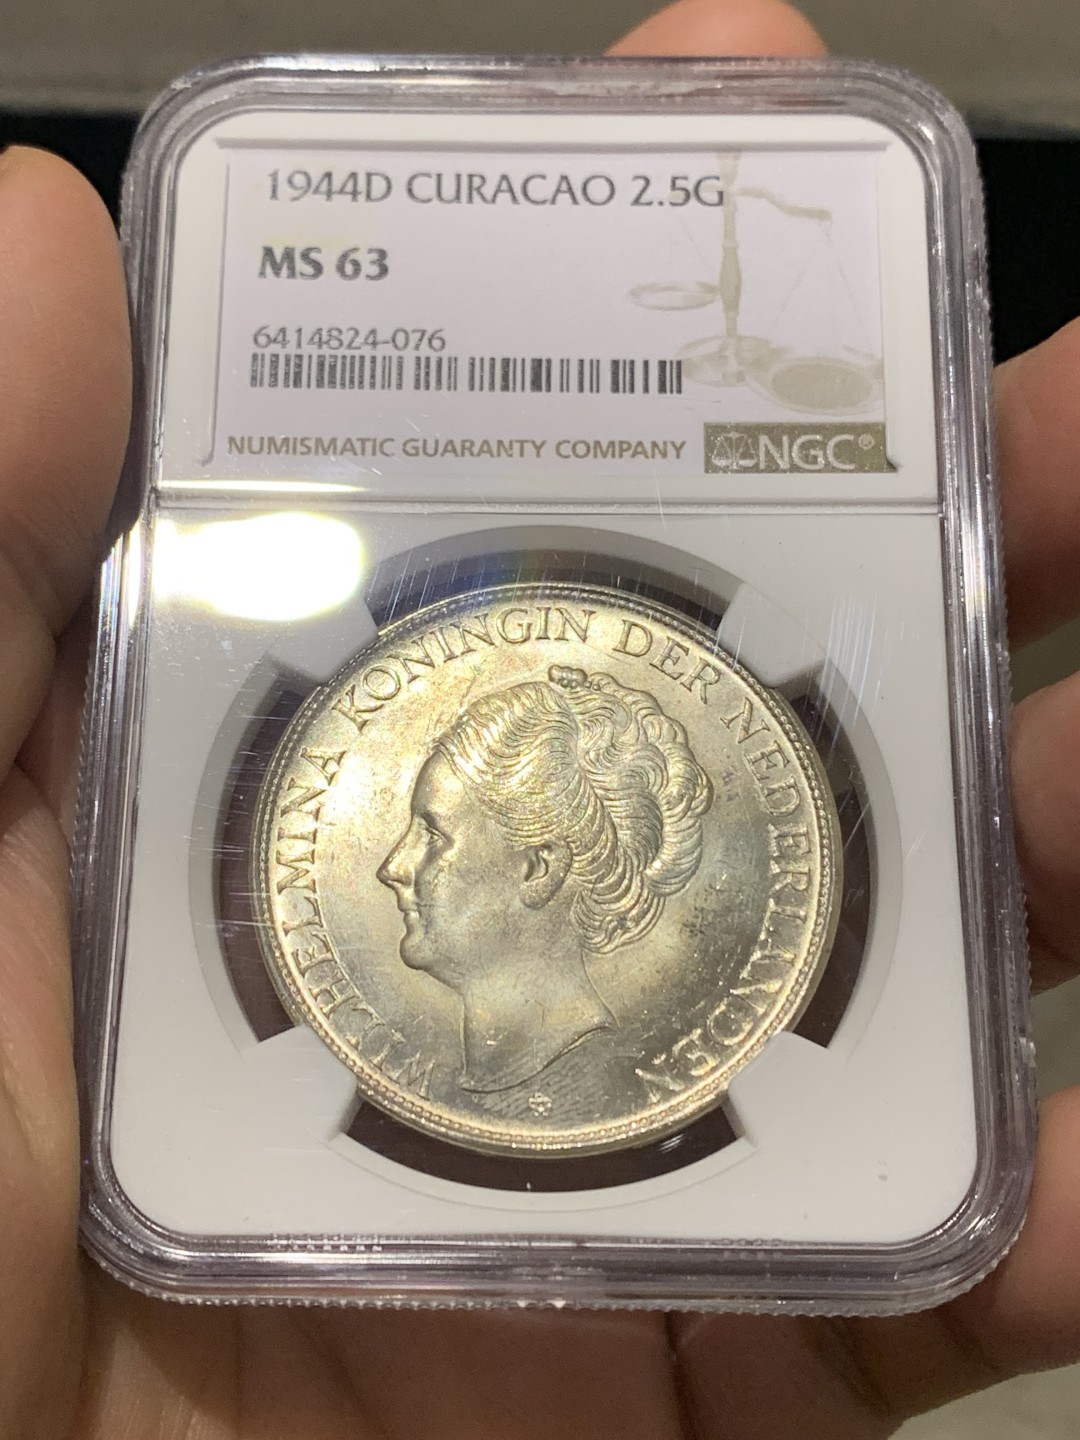 1944D CURACAO 2.5G
MS 63
6414824-076
NUMISMATIC GUARANTY COMPANY NGC®
WILHELMINA KONINGIN DER NEDERLANDEN